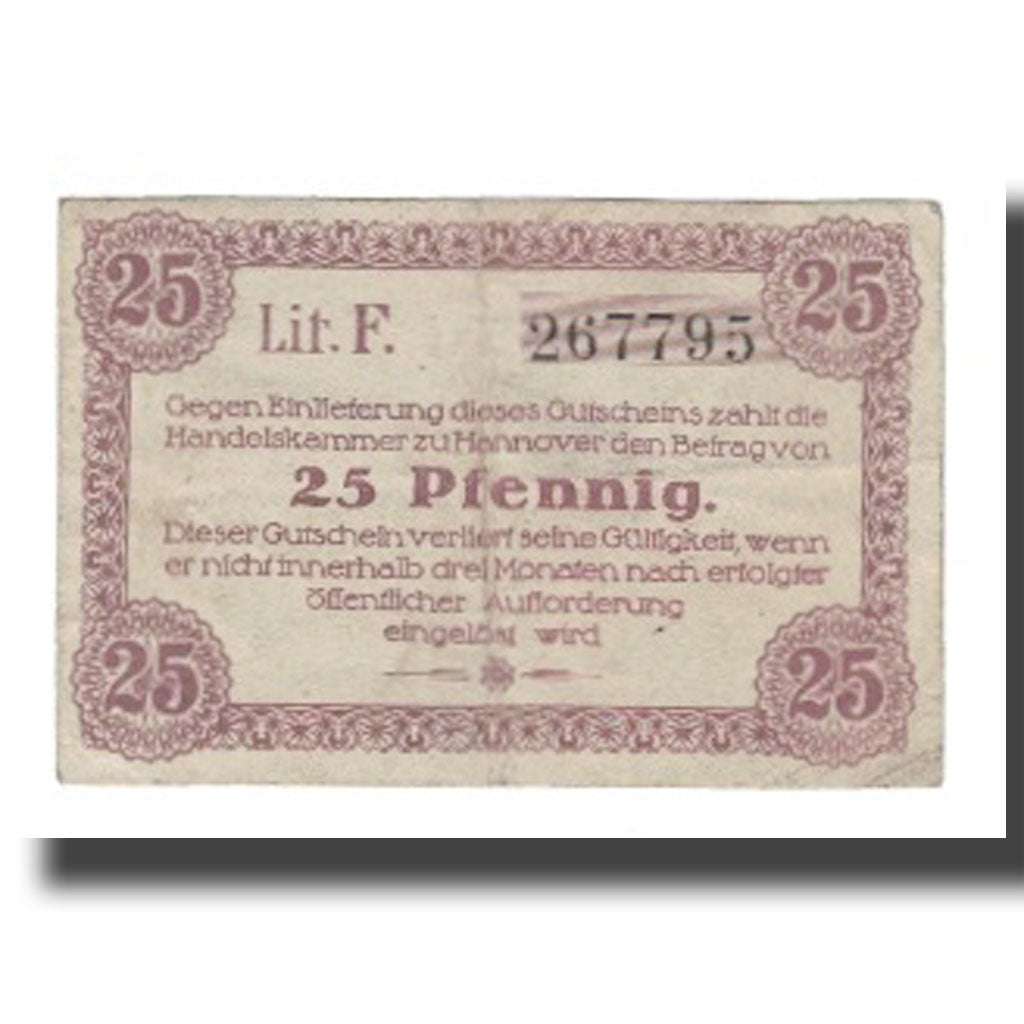 25 25
Lit. F. 267795
Gegen Einlieferung dieses Gutscheins zahlt die
Handelskammer zu Hannover den Betrag von
25 Pfennig.
Dieser Gutschein verliert seine Gültigkeit, wenn
er nicht innerhalb drei Monaten nach erfolgter
öffentlicher Aufforderung
eingelöst wird
25 25